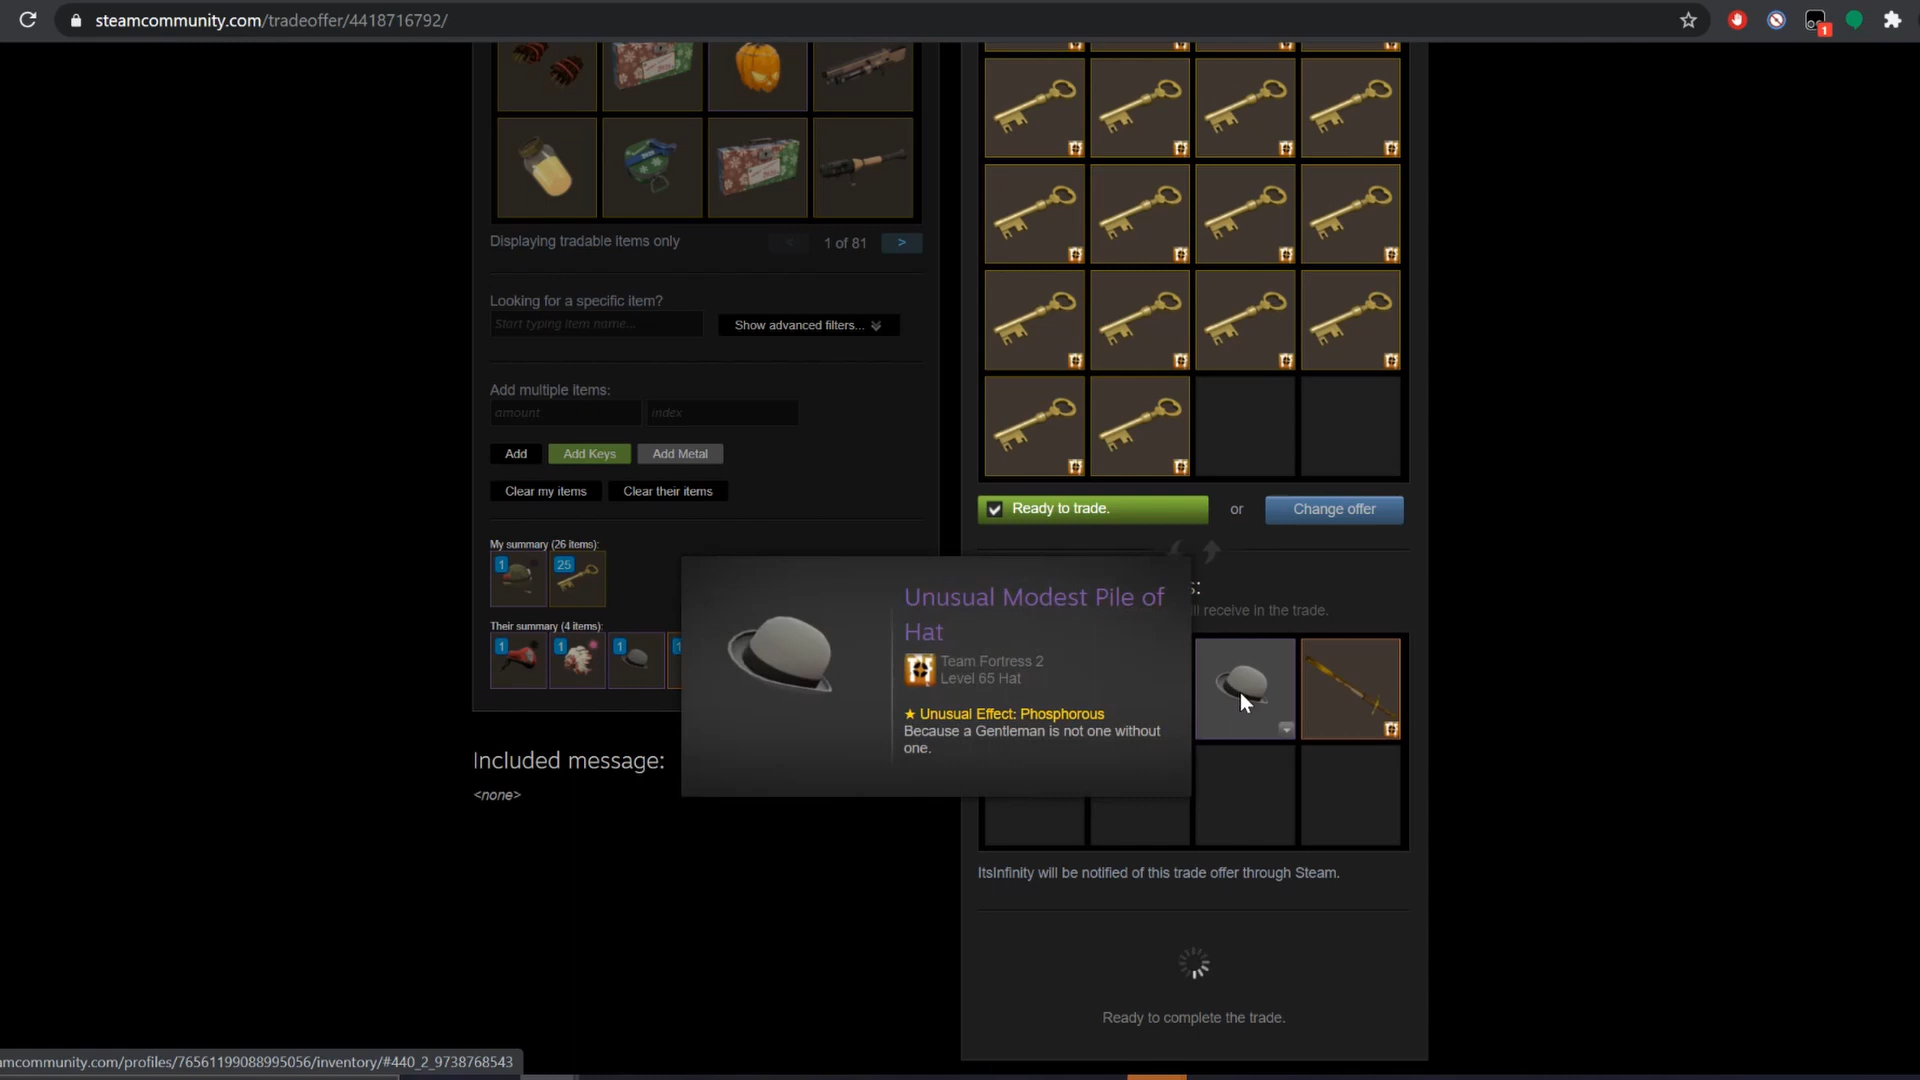 steamcommunity.com/tradeoffer/4418716792/
1
Displaying tradable items only
<
1 of 81
>
Looking for a specific item?
Start typing item name...
Show advanced filters...
Add multiple items:
amount
index
Add
Add Keys
Add Metal
Clear my items
Clear their items
My summary (26 items):
1
25
Their summary (4 items):
1
1
1
1
Included message:
<none>
Ready to trade.
or
Change offer
s:
ll receive in the trade.
Unusual Modest Pile of
Hat
Team Fortress 2
Level 65 Hat
★ Unusual Effect: Phosphorous
Because a Gentleman is not one without
one.
ItsInfinity will be notified of this trade offer through Steam.
Ready to complete the trade.
amcommunity.com/profiles/76561199088995056/inventory/#440_2_9738768543